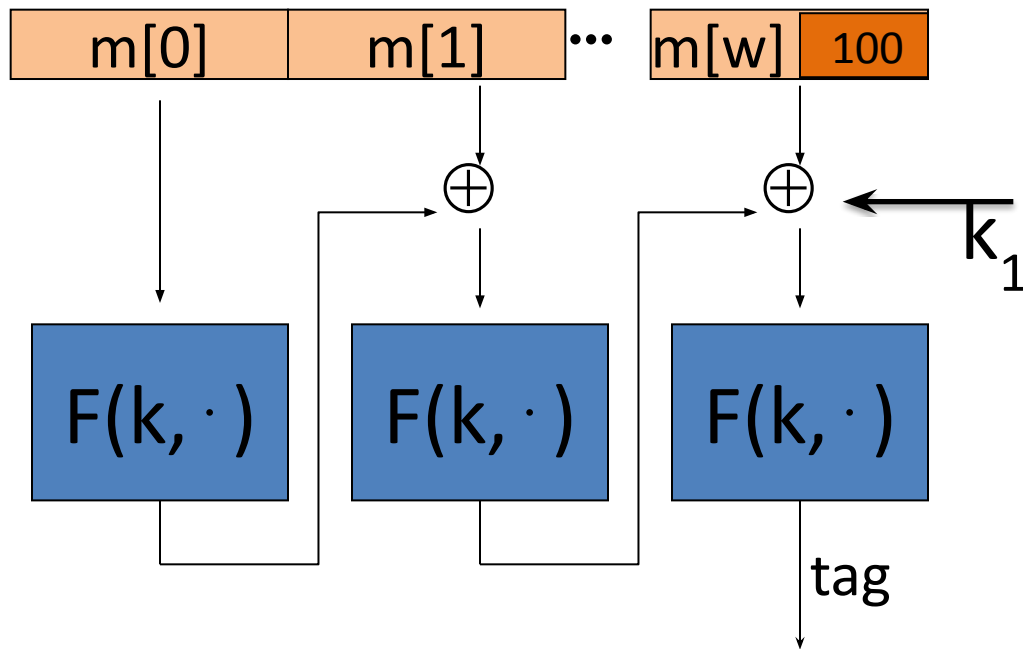 m[0] m[1] ••• m[w] 100
k₁
F(k, · ) F(k, · ) F(k, · )
tag